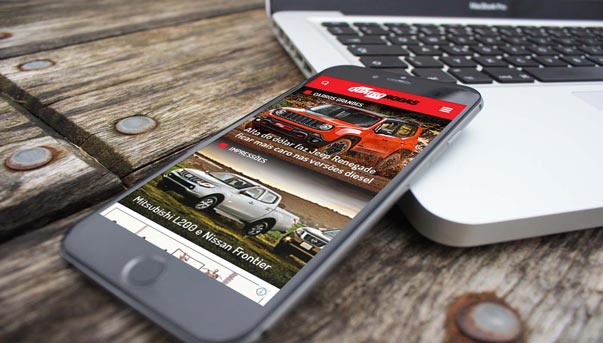 MacBook Pro
QUATRO RODAS
CARROS GRANDES
Alta do dólar faz Jeep Renegade
ficar mais caro nas versões diesel
IMPRESSÕES
Mitsubishi L200 e Nissan Frontier